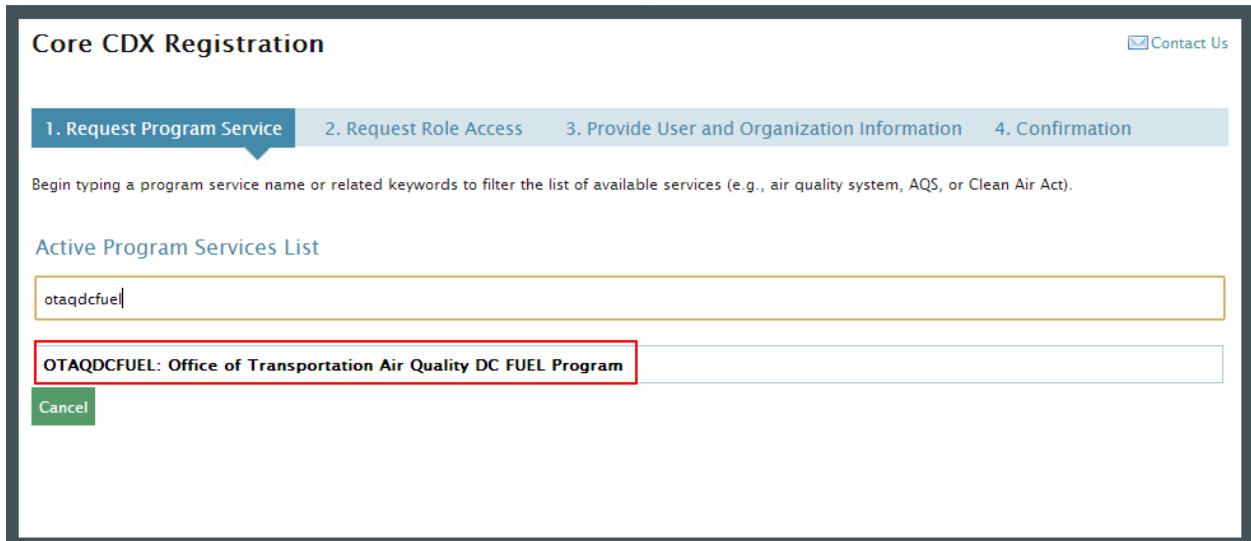 Core CDX Registration
Contact Us
1. Request Program Service
2. Request Role Access
3. Provide User and Organization Information
4. Confirmation
Begin typing a program service name or related keywords to filter the list of available services (e.g., air quality system, AQS, or Clean Air Act).
Active Program Services List
otaqdcfuel
OTAQDCFUEL: Office of Transportation Air Quality DC FUEL Program
Cancel